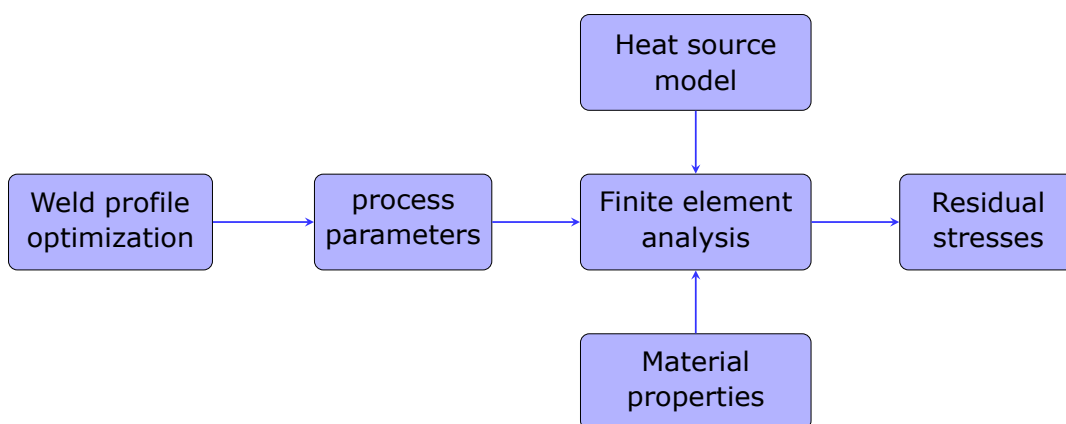 Heat source
model
Weld profile
optimization
process
parameters
Finite element
analysis
Residual
stresses
Material
properties